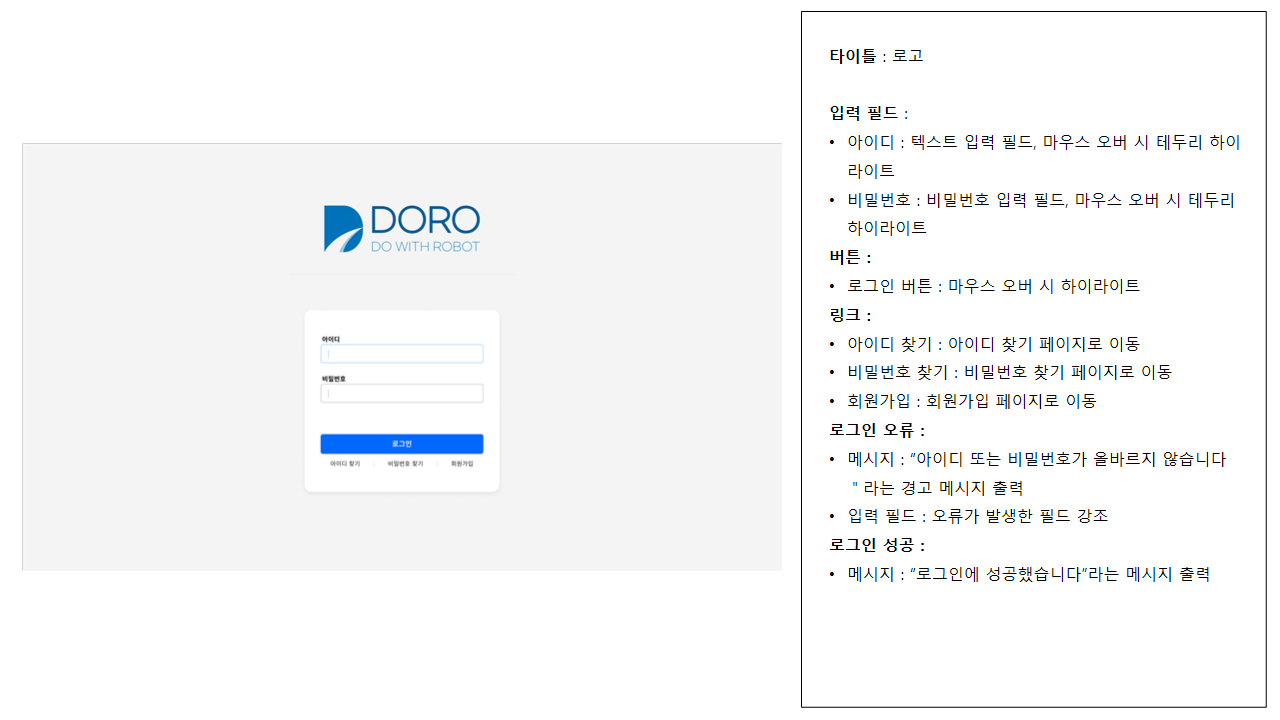 DORO
DO WITH ROBOT
아이디
비밀번호
로그인
아이디 찾기 | 비밀번호 찾기 | 회원가입
타이틀 : 로고
입력 필드 :
• 아이디 : 텍스트 입력 필드, 마우스 오버 시 테두리 하이
라이트
• 비밀번호 : 비밀번호 입력 필드, 마우스 오버 시 테두리
하이라이트
버튼 :
• 로그인 버튼 : 마우스 오버 시 하이라이트
링크 :
• 아이디 찾기 : 아이디 찾기 페이지로 이동
• 비밀번호 찾기 : 비밀번호 찾기 페이지로 이동
• 회원가입 : 회원가입 페이지로 이동
로그인 오류 :
• 메시지 : “아이디 또는 비밀번호가 올바르지 않습니다
" 라는 경고 메시지 출력
• 입력 필드 : 오류가 발생한 필드 강조
로그인 성공 :
• 메시지 : “로그인에 성공했습니다”라는 메시지 출력